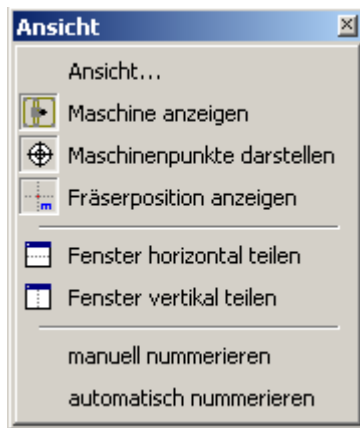 Ansicht
Ansicht...
Maschine anzeigen
Maschinenpunkte darstellen
m Fräserposition anzeigen
Fenster horizontal teilen
Fenster vertikal teilen
manuell nummerieren
automatisch nummerieren